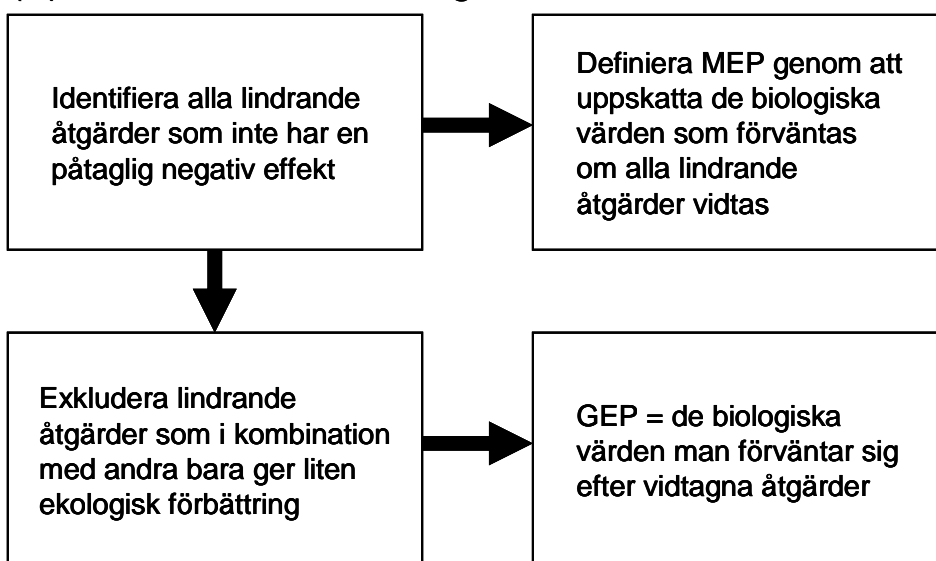 Identifiera alla lindrande
åtgärder som inte har en
påtaglig negativ effekt
Definiera MEP genom att
uppskatta de biologiska
värden som förväntas
om alla lindrande
åtgärder vidtas
Exkludera lindrande
åtgärder som i kombination
med andra bara ger liten
ekologisk förbättring
GEP = de biologiska
värden man förväntar sig
efter vidtagna åtgärder